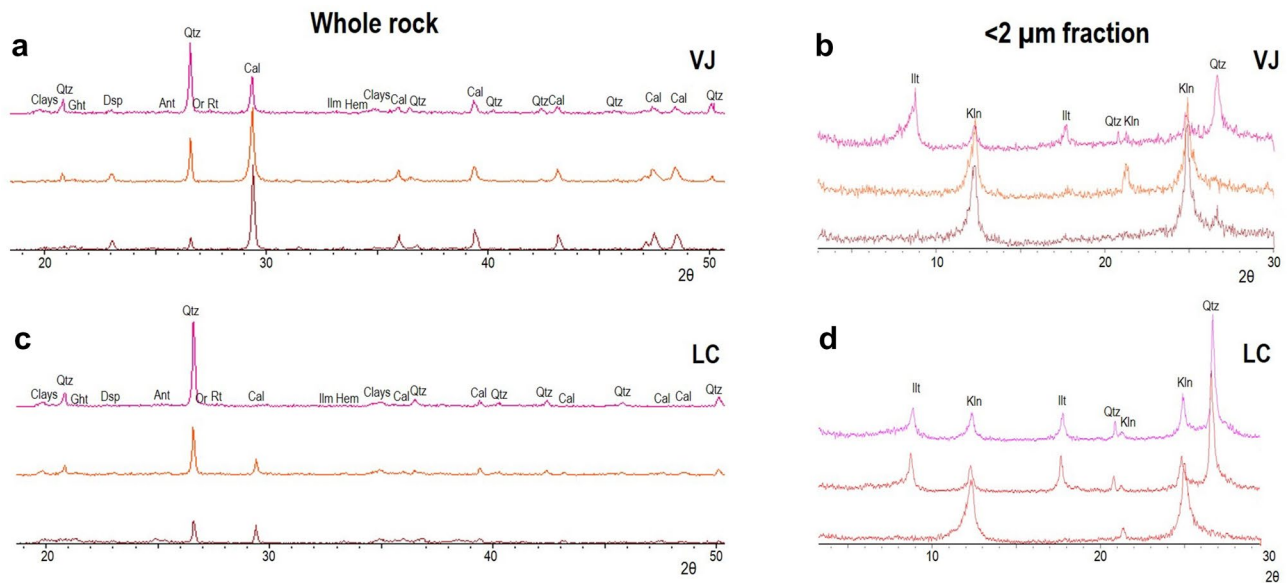 Whole rock
<2 µm fraction
a
VJ
Qtz
Cal
Clays Qtz Ght Dsp Ant Or Rt Ilm Hem Clays Cal Qtz Cal Qtz Qtz Cal Qtz Cal Cal Qtz
20 30 40 50
2θ
b
VJ
Ilt Kln Ilt Qtz Kln Kln Qtz
10 20 30
2θ
c
LC
Qtz
Clays Qtz Ght Dsp Ant Or Rt Cal Ilm Hem Clays Cal Qtz Cal Qtz Qtz Cal Qtz Cal Cal Qtz
20 30 40 50
2θ
d
LC
Qtz
Ilt Kln Ilt Qtz Kln Kln
10 20 30
2θ